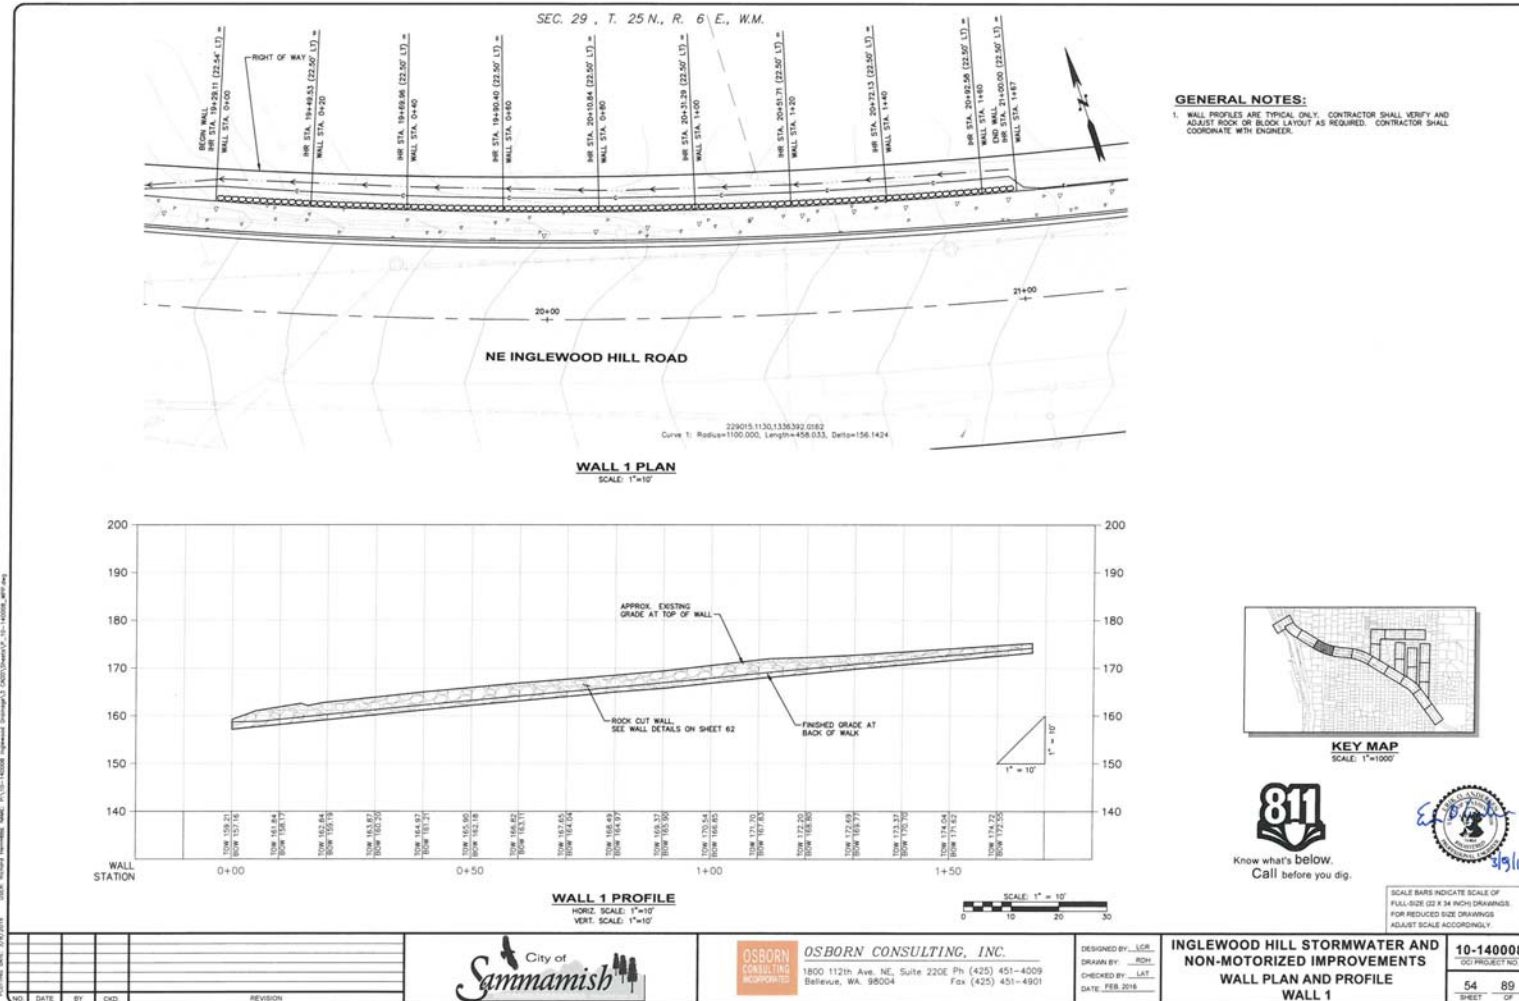 SEC. 29 , T. 25 N., R. 6 E., W.M.
BEGIN WALL
IHR STA. 19+29.11 (22.54' LT) =
WALL STA. 0+00
RIGHT OF WAY
IHR STA. 19+49.53 (22.50' LT) =
WALL STA. 0+20
IHR STA. 19+69.96 (22.50' LT) =
WALL STA. 0+40
IHR STA. 19+90.40 (22.50' LT) =
WALL STA. 0+60
IHR STA. 20+10.84 (22.50' LT) =
WALL STA. 0+80
IHR STA. 20+31.29 (22.50' LT) =
WALL STA. 1+00
IHR STA. 20+51.71 (22.50' LT) =
WALL STA. 1+20
IHR STA. 20+72.13 (22.50' LT) =
WALL STA. 1+40
IHR STA. 20+92.58 (22.50' LT) =
WALL STA. 1+60
END WALL
IHR STA. 21+00.00 (22.50' LT) =
WALL STA. 1+67
N
GENERAL NOTES:
1. WALL PROFILES ARE TYPICAL ONLY. CONTRACTOR SHALL VERIFY AND
ADJUST ROCK OR BLOCK LAYOUT AS REQUIRED. CONTRACTOR SHALL
COORDINATE WITH ENGINEER.
20+00
21+00
NE INGLEWOOD HILL ROAD
229015.1130,1336392.0182
Curve 1: Radius=1100.000, Length=458.033, Delta=156.1424
WALL 1 PLAN
SCALE: 1"=10'
200
190
180
170
160
150
140
200
190
180
170
160
150
140
APPROX. EXISTING
GRADE AT TOP OF WALL
ROCK CUT WALL,
SEE WALL DETAILS ON SHEET 62
FINISHED GRADE AT
BACK OF WALK
1" = 10'
1" = 10'
TOW 159.21
BOW 157.16
TOW 161.84
BOW 158.17
TOW 162.84
BOW 159.19
TOW 163.87
BOW 160.20
TOW 164.97
BOW 161.21
TOW 165.90
BOW 162.18
TOW 166.82
BOW 163.11
TOW 167.65
BOW 164.04
TOW 168.49
BOW 164.97
TOW 169.37
BOW 165.90
TOW 170.54
BOW 166.85
TOW 171.70
BOW 167.83
TOW 172.20
BOW 168.80
TOW 172.69
BOW 169.77
TOW 173.37
BOW 170.70
TOW 174.04
BOW 171.62
TOW 174.72
BOW 172.55
WALL
STATION
0+00
0+50
1+00
1+50
WALL 1 PROFILE
HORIZ. SCALE: 1"=10'
VERT. SCALE: 1"=10'
SCALE: 1" = 10'
0 10 20 30
KEY MAP
SCALE: 1"=1000'
811
Know what's below.
Call before you dig.
SCALE BARS INDICATE SCALE OF
FULL-SIZE (22 X 34 INCH) DRAWINGS.
FOR REDUCED SIZE DRAWINGS
ADJUST SCALE ACCORDINGLY.
NO. DATE BY CKD. REVISION
City of
Sammamish
OSBORN
CONSULTING
INCORPORATED
OSBORN CONSULTING, INC.
1800 112th Ave. NE, Suite 220E Ph (425) 451-4009
Bellevue, WA. 98004 Fax (425) 451-4901
DESIGNED BY: LCR
DRAWN BY: RDH
CHECKED BY: LAT
DATE: FEB. 2016
INGLEWOOD HILL STORMWATER AND
NON-MOTORIZED IMPROVEMENTS
WALL PLAN AND PROFILE
WALL 1
10-140008
OCI PROJECT NO.
54 89
SHEET OF